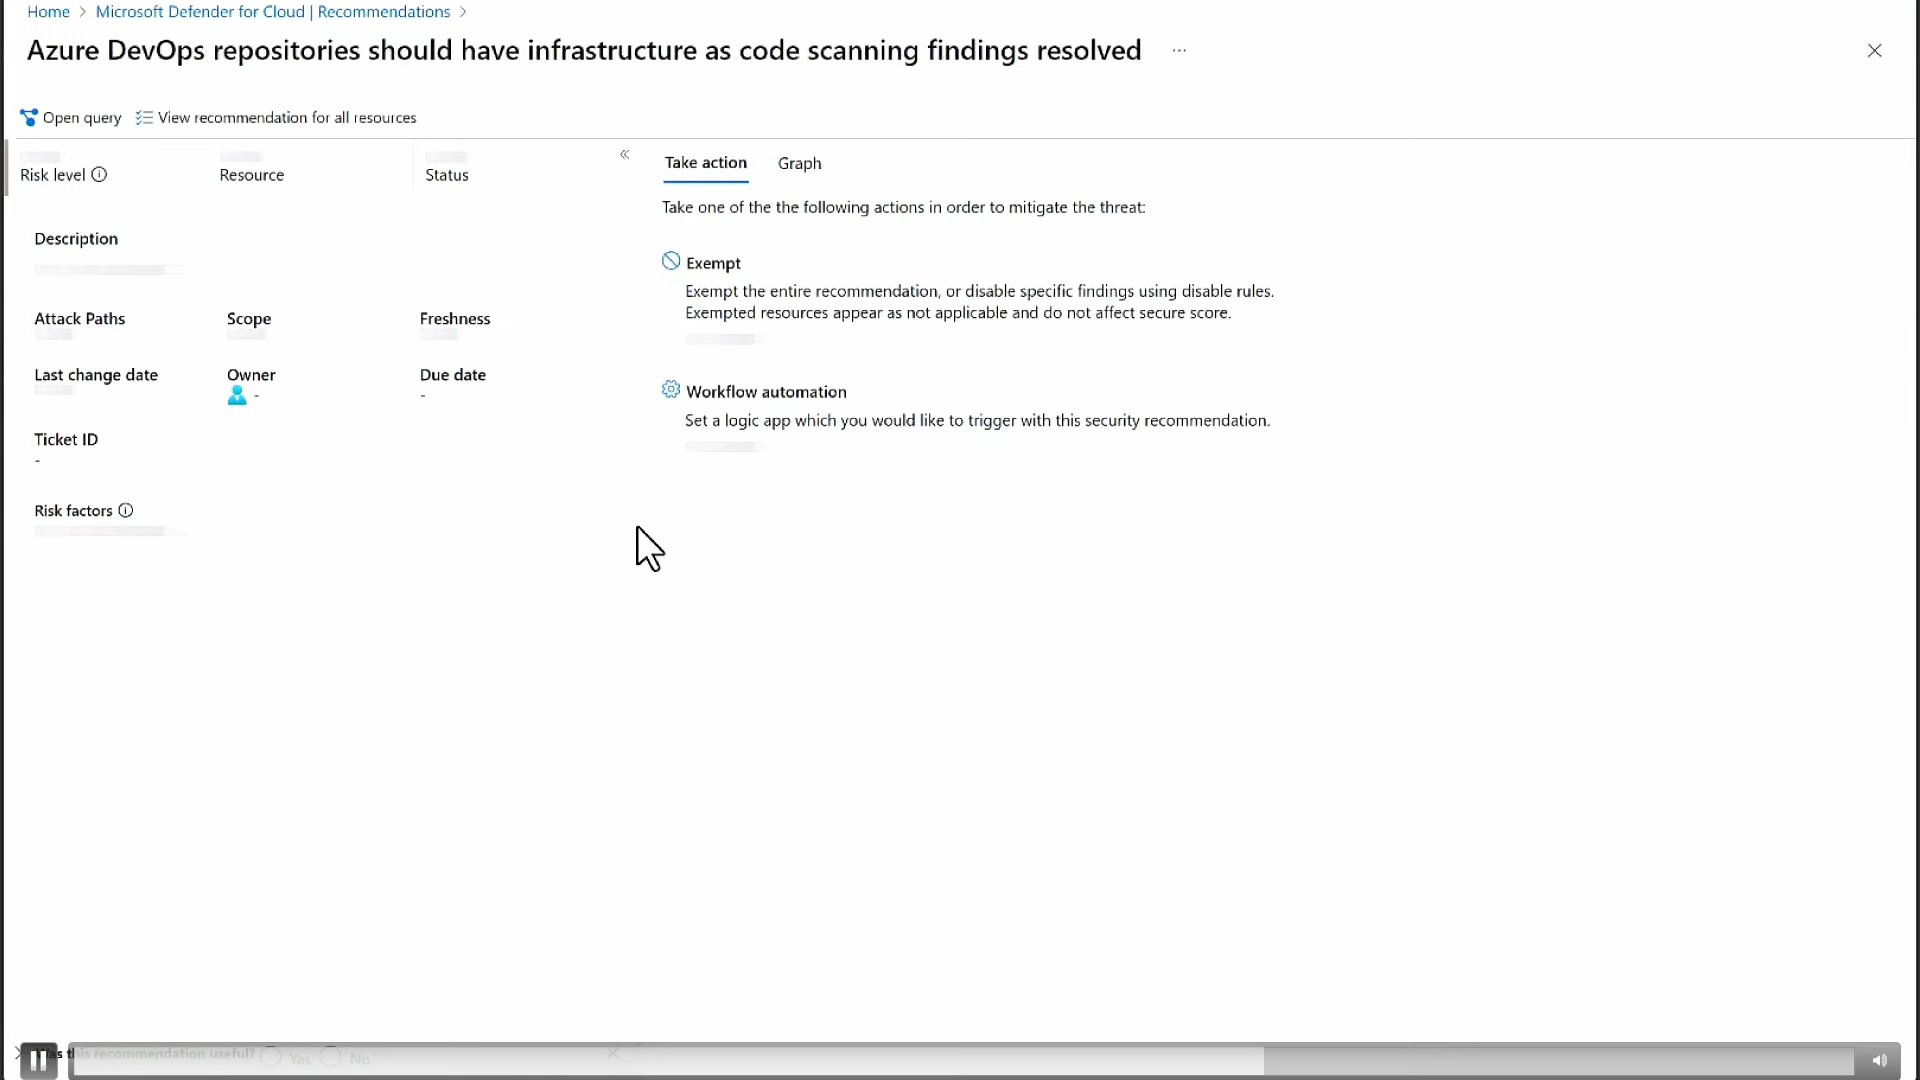 Home > Microsoft Defender for Cloud | Recommendations >
Azure DevOps repositories should have infrastructure as code scanning findings resolved ...
Open query View recommendation for all resources
Risk level
Resource
Status
Description
Attack Paths
Scope
Freshness
Last change date
Owner
Due date
-
-
Ticket ID
-
Risk factors
Take action Graph
Take one of the the following actions in order to mitigate the threat:
Exempt
Exempt the entire recommendation, or disable specific findings using disable rules.
Exempted resources appear as not applicable and do not affect secure score.
Workflow automation
Set a logic app which you would like to trigger with this security recommendation.
this recommendation useful? Yes No